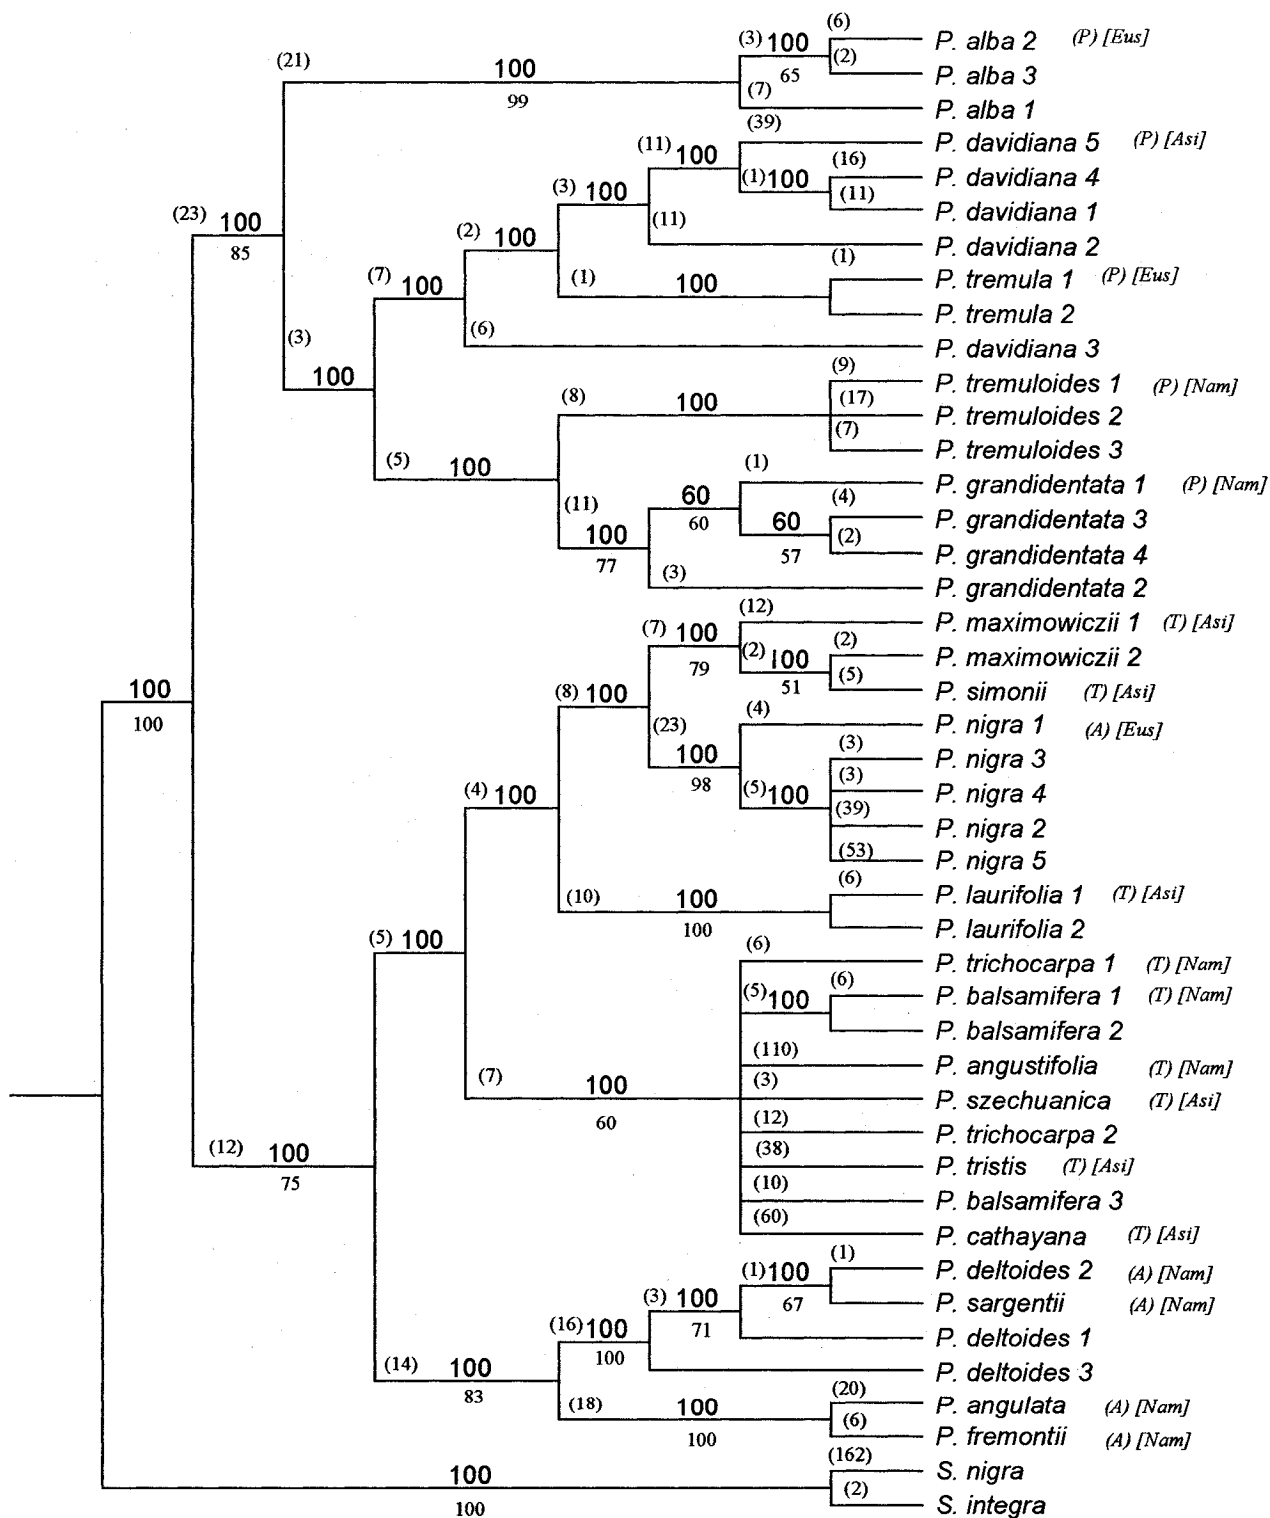 (6)
(3) 100 P. alba 2 (P) [Eus]
(21) 100 65 (2) P. alba 3
99 (7) P. alba 1
(39)
(11) 100 P. davidiana 5 (P) [Asi]
(16)
(1) 100 P. davidiana 4
(3) 100 (11) P. davidiana 1
(23) 100 (2) 100 (11) P. davidiana 2
85 (1)
(7) 100 (1) 100 P. tremula 1 (P) [Eus]
P. tremula 2
(3) (6) P. davidiana 3
100 (9)
P. tremuloides 1 (P) [Nam]
(8) 100 (17)
P. tremuloides 2
(7)
P. tremuloides 3
(5) 100 (1)
P. grandidentata 1 (P) [Nam]
(11) 60 (4)
60 60 P. grandidentata 3
100 (2)
77 57 P. grandidentata 4
(3) P. grandidentata 2
(12)
(7) 100 P. maximowiczii 1 (T) [Asi]
79 (2) 100 (2) P. maximowiczii 2
100 51 (5) P. simonii (T) [Asi]
100 (8) 100 (4) P. nigra 1 (A) [Eus]
(23) (3)
100 P. nigra 3
98 (3)
(4) 100 (5) 100 P. nigra 4
(39)
P. nigra 2
(53)
P. nigra 5
(6)
(10) 100 P. laurifolia 1 (T) [Asi]
100 P. laurifolia 2
(5) 100 (6)
P. trichocarpa 1 (T) [Nam]
(5) 100 (6) P. balsamifera 1 (T) [Nam]
P. balsamifera 2
(110)
P. angustifolia (T) [Nam]
(7) 100 (3)
60 P. szechuanica (T) [Asi]
(12)
P. trichocarpa 2
(12) 100 (38)
75 P. tristis (T) [Asi]
(10)
P. balsamifera 3
(60)
P. cathayana (T) [Asi]
(1) 100 (1) P. deltoides 2 (A) [Nam]
(3) 100 67 P. sargentii (A) [Nam]
(16) 100 71 P. deltoides 1
100
(14) 100 P. deltoides 3
83 (20)
(18) 100 P. angulata (A) [Nam]
100 (6) P. fremontii (A) [Nam]
(162)
100 S. nigra
100 (2) S. integra